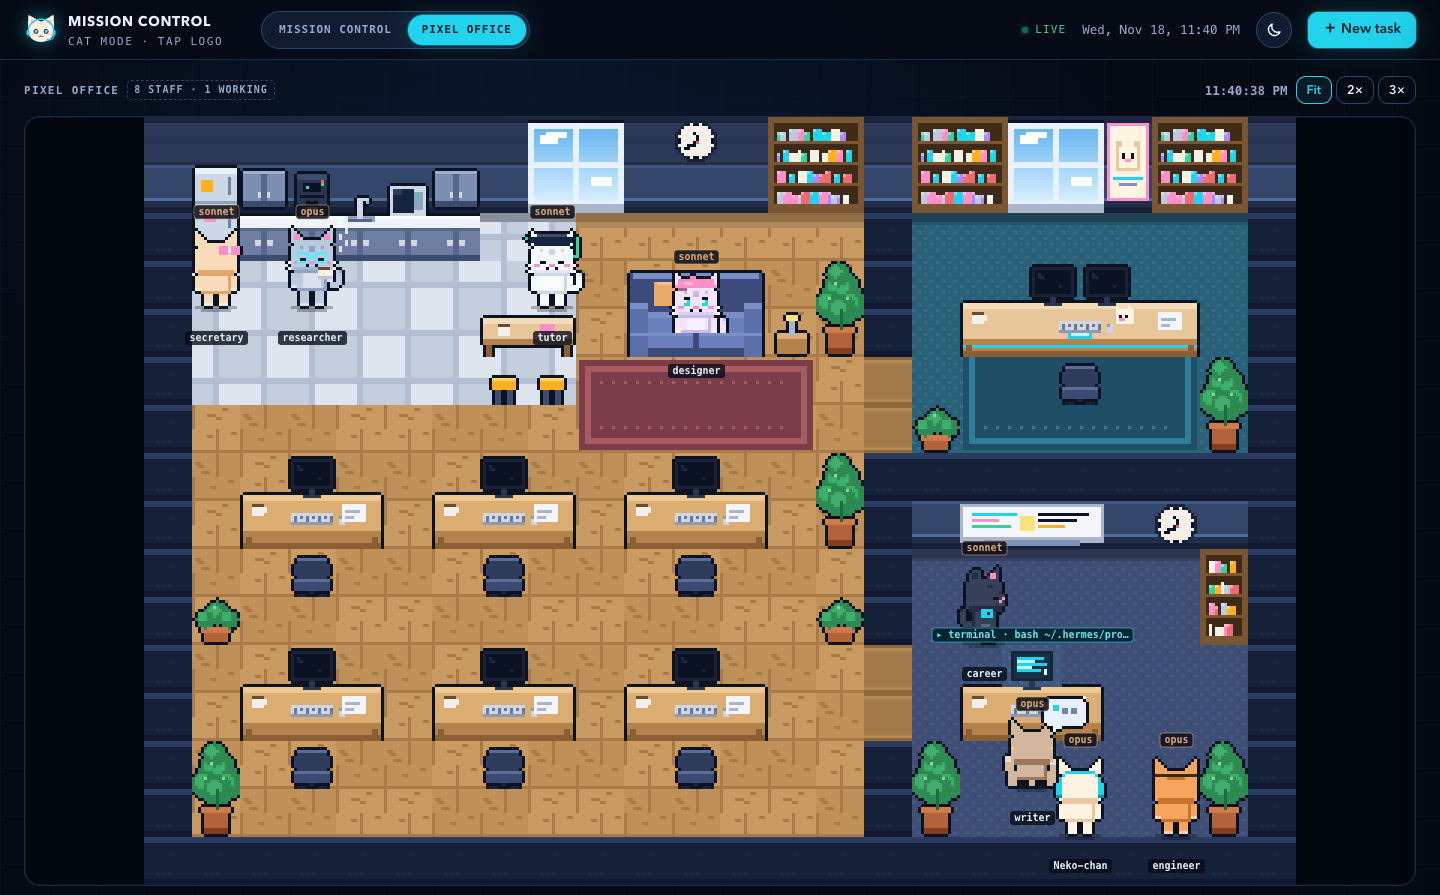 MISSION CONTROL
CAT MODE · TAP LOGO
MISSION CONTROL
PIXEL OFFICE
LIVE
Wed, Nov 18, 11:40 PM
+ New task
PIXEL OFFICE
8 STAFF · 1 WORKING
11:40:38 PM
Fit
2×
3×
sonnet
opus
sonnet
sonnet
secretary
researcher
tutor
designer
sonnet
▸ terminal · bash ~/.hermes/pro…
career
opus
opus
opus
writer
Neko-chan
engineer